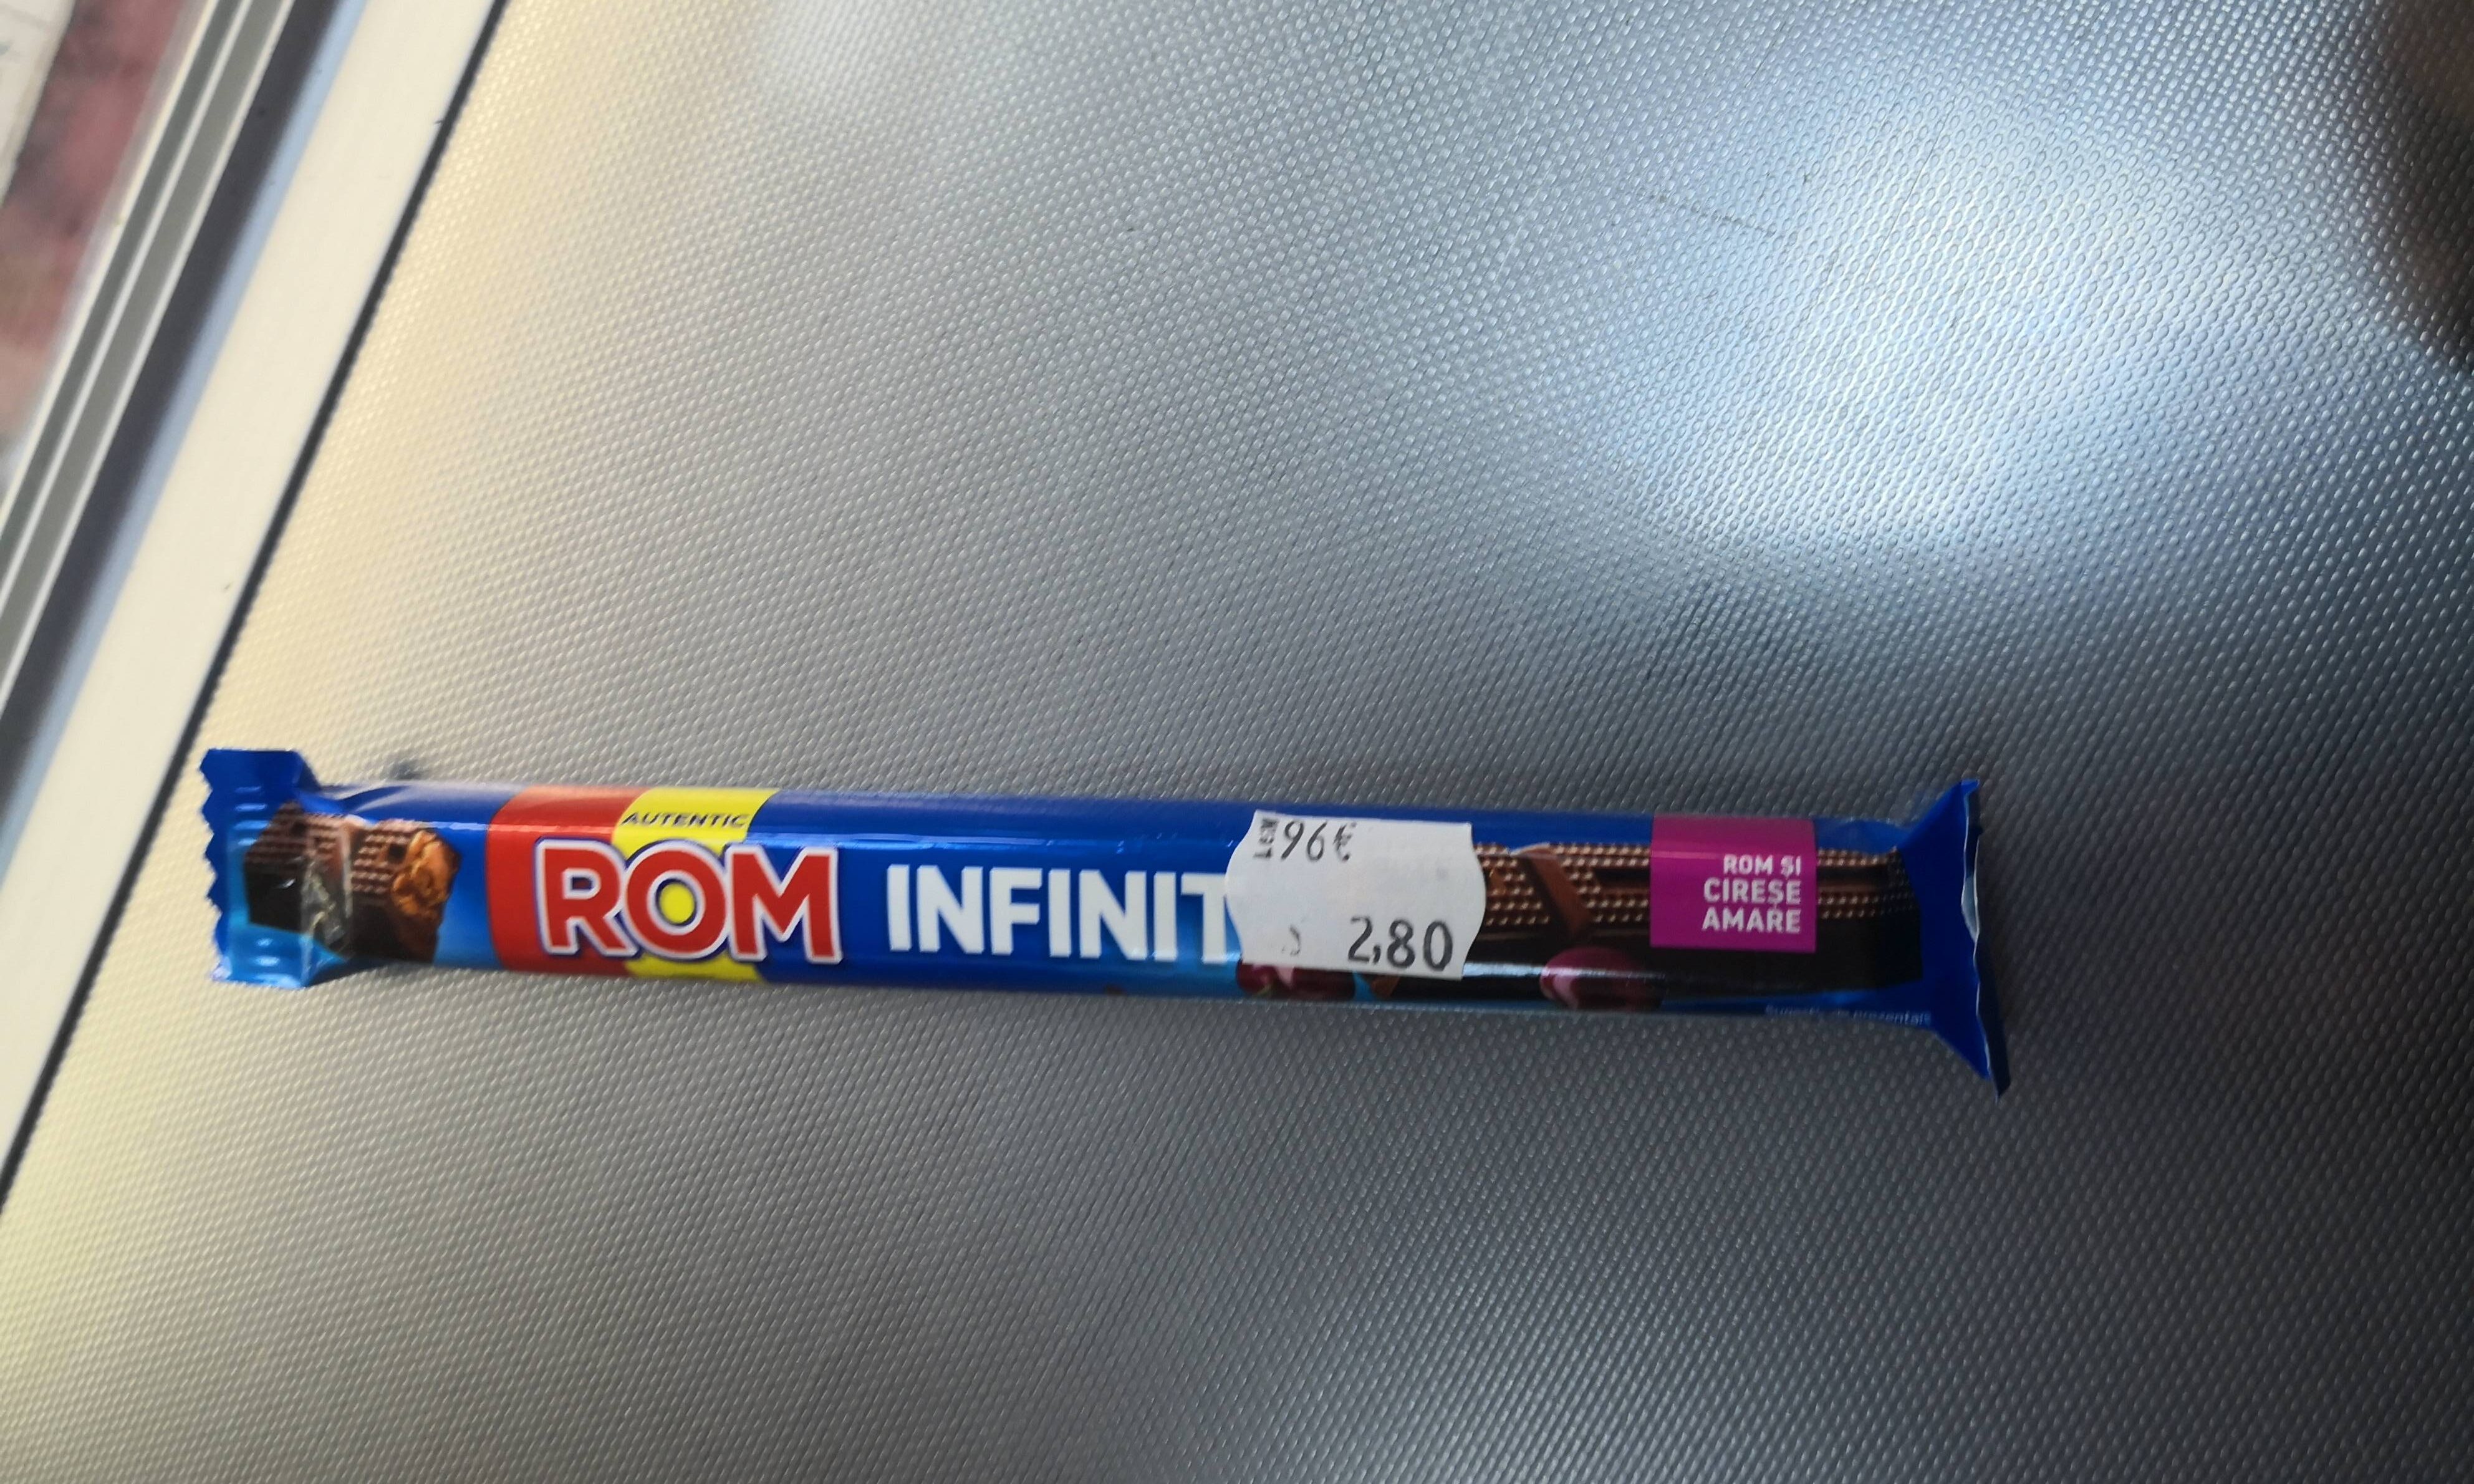 AUTENTIC
ROM INFINIT
96€
2,80
ROM ȘI
CIREȘE
AMARE